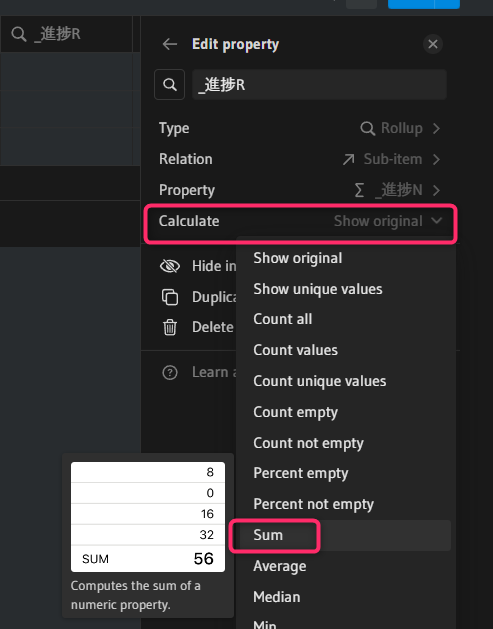 _進捗R
Edit property
_進捗R
Type Rollup
Relation Sub-item
Property Σ _進捗N
Calculate Show original
Hide in
Duplica
Delete
Learn a
Show original
Show unique values
Count all
Count values
Count unique values
Count empty
Count not empty
Percent empty
Percent not empty
Sum
Average
Median
Min
8
0
16
32
SUM 56
Computes the sum of a
numeric property.